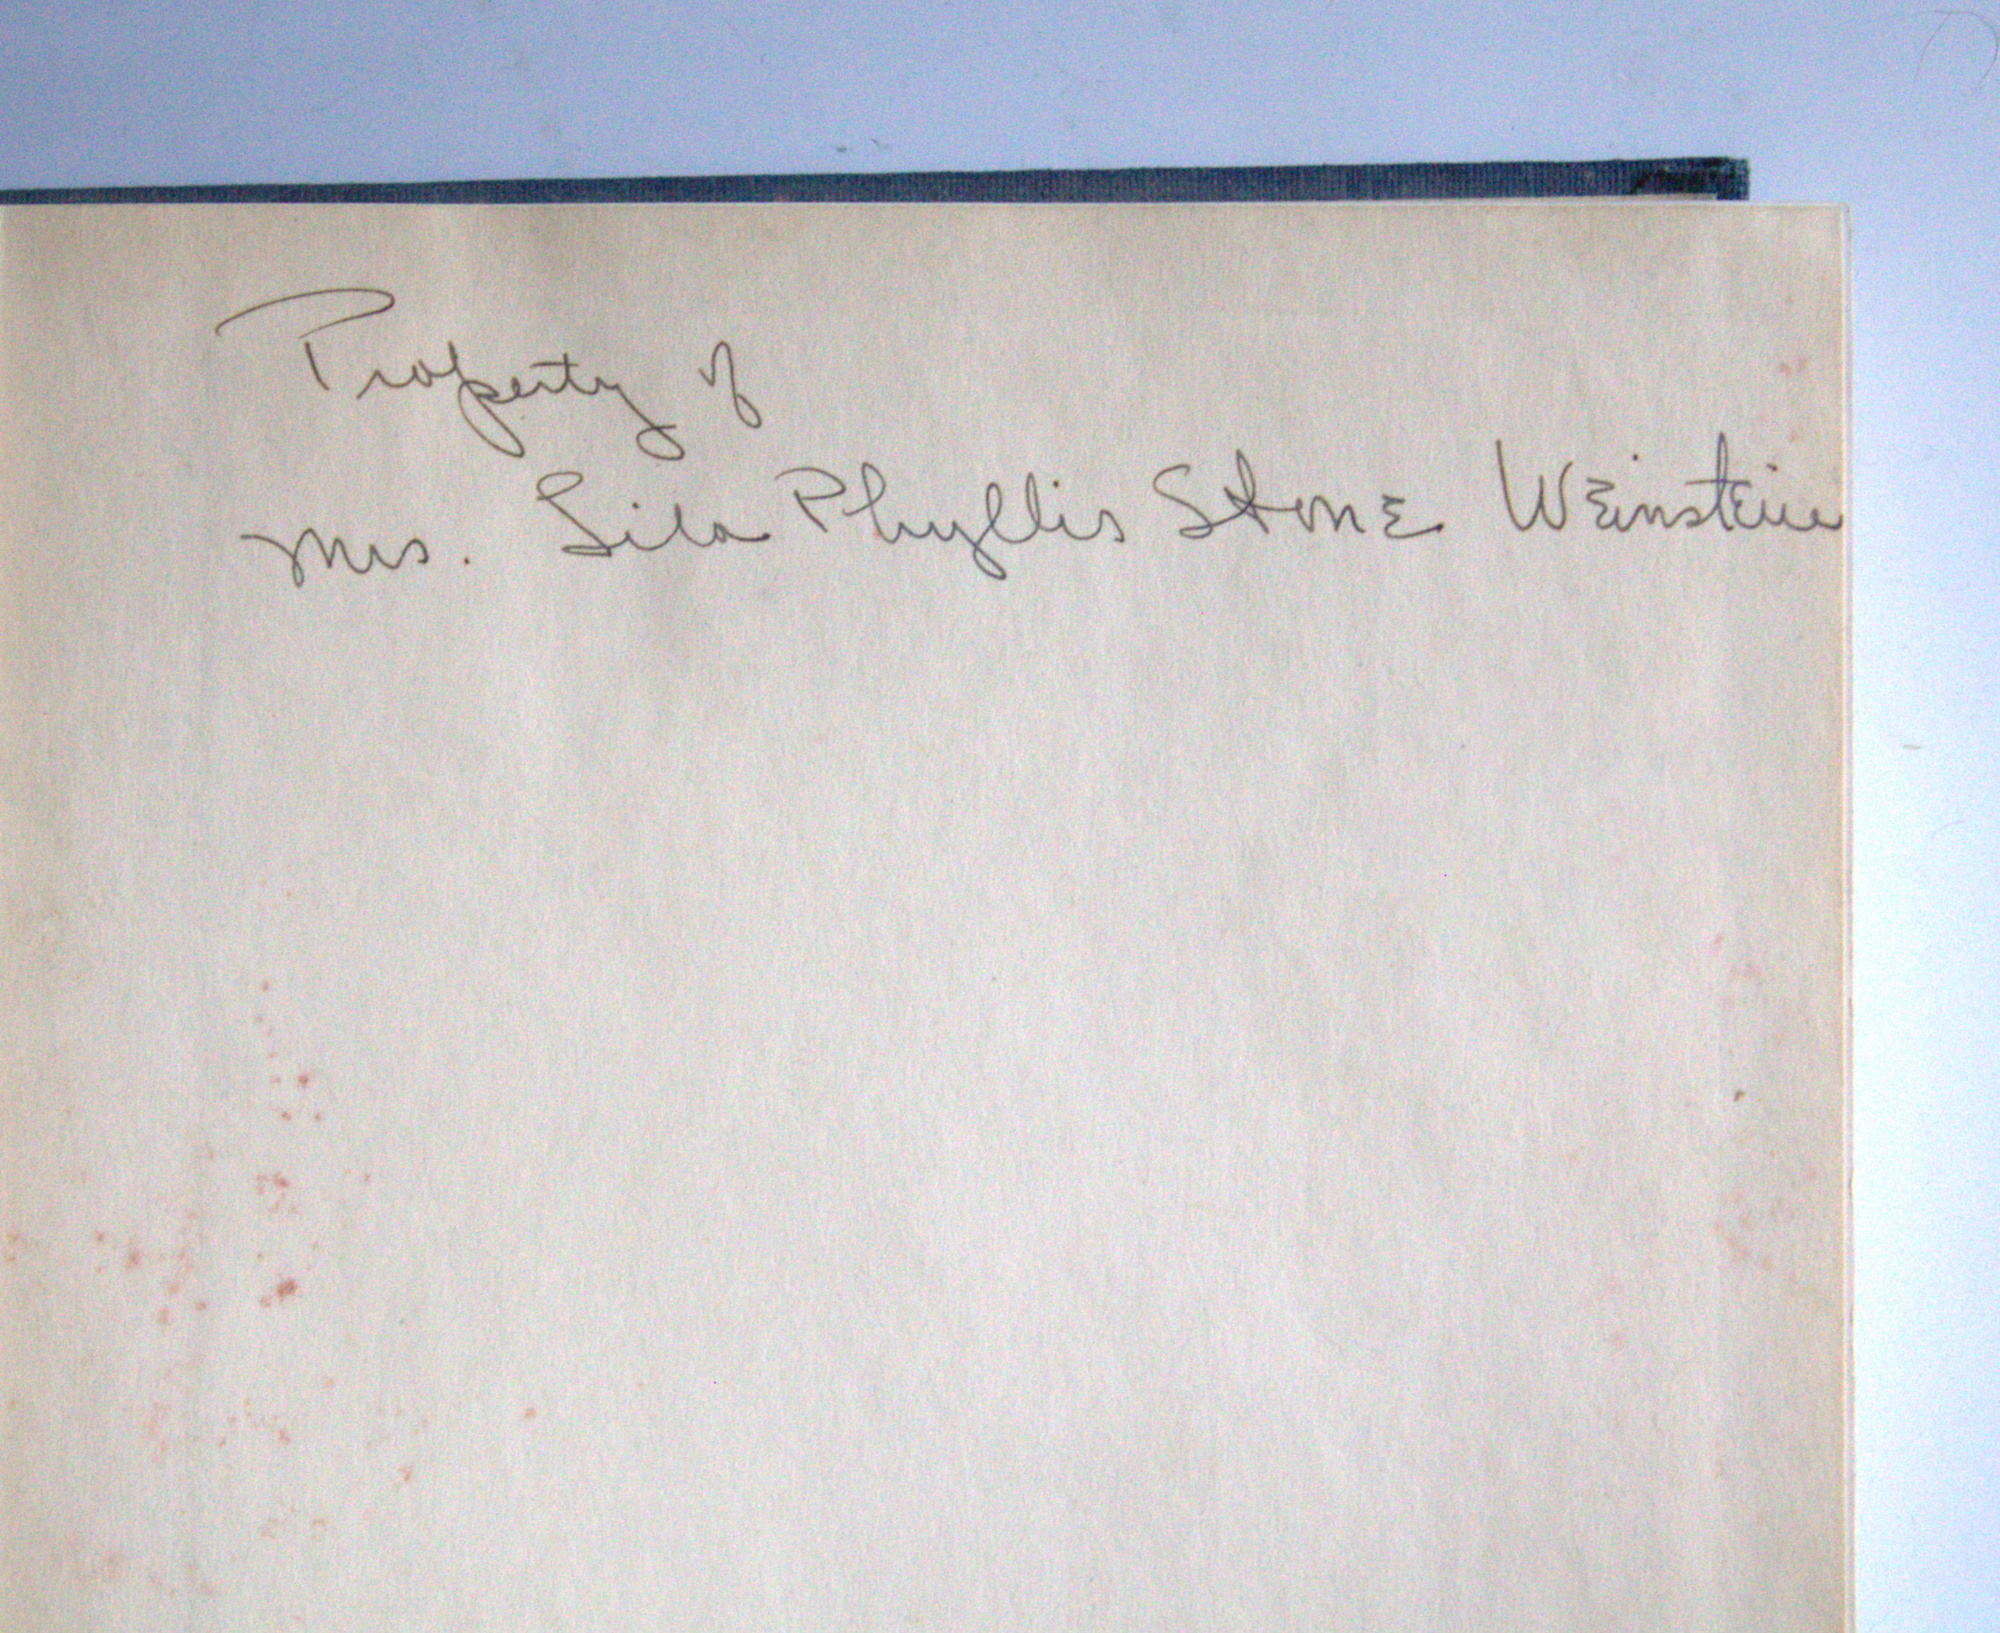 Property of
Mrs. Lila Phyllis Stone Weinstein